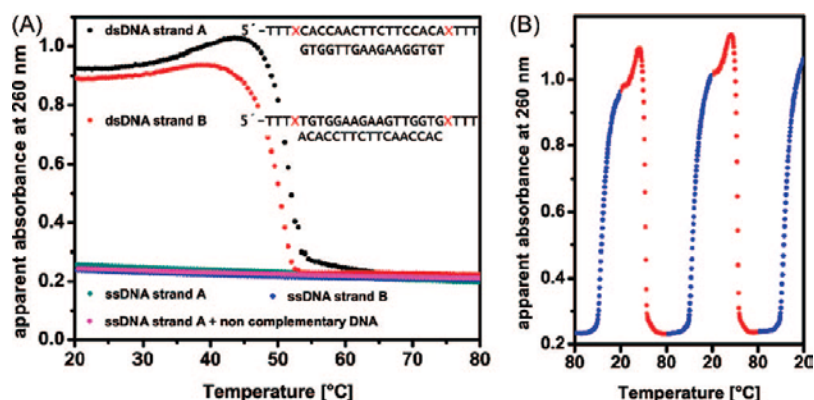 (A)
apparent absorbance at 260 nm
1.0
0.8
0.6
0.4
0.2
0.0
dsDNA strand A
5´-TTTXCACCAACTTCTTCCACAXTTT
GTGGTTGAAGAAGGTGT
dsDNA strand B
5´-TTTXTGTGGAAGAAGTTGGTGXTTT
ACACCTTCTTCAACCAC
ssDNA strand A
ssDNA strand B
ssDNA strand A + non complementary DNA
20 30 40 50 60 70 80
Temperature [°C]
(B)
apparent absorbance at 260 nm
1.0
0.8
0.6
0.4
0.2
80 20 80 20 80 20
Temperature [°C]